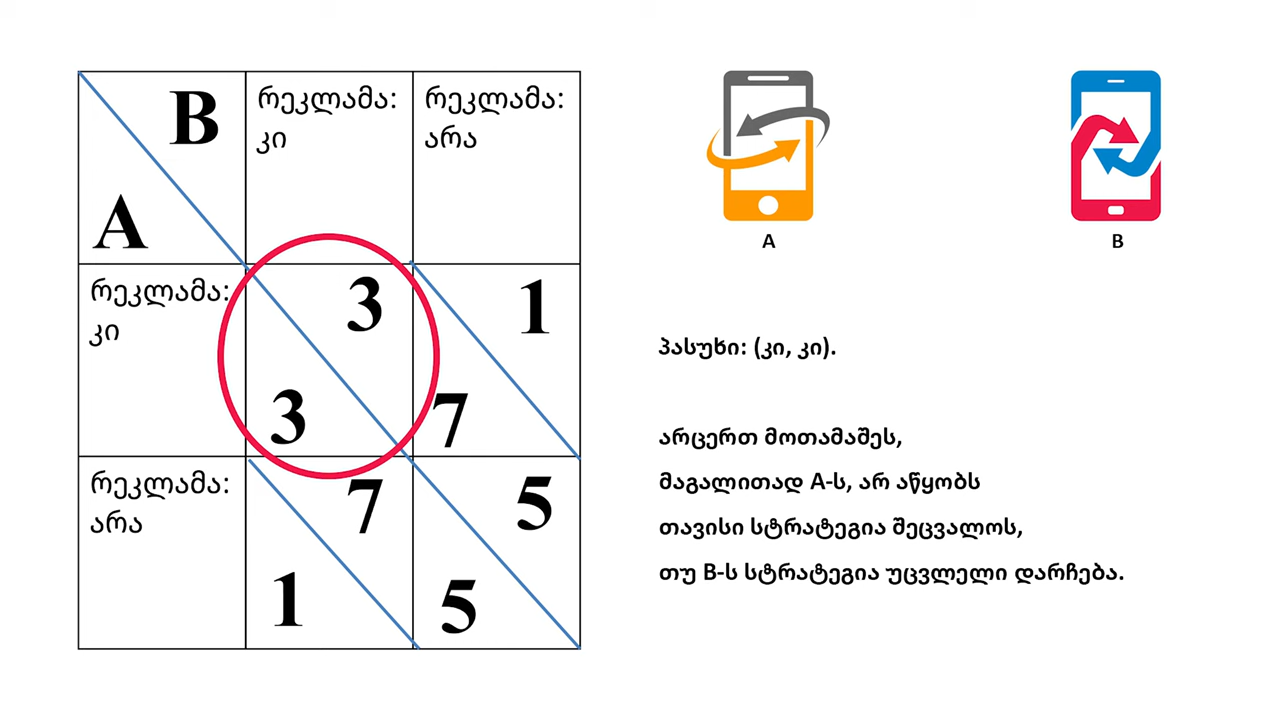 B
A
რეკლამა:
კი
რეკლამა:
არა
რეკლამა:
კი
3
3
1
7
რეკლამა:
არა
7
1
5
5
A
B
პასუხი: (კი, კი).
არცერთ მოთამაშეს,
მაგალითად A-ს, არ აწყობს
თავისი სტრატეგია შეცვალოს,
თუ B-ს სტრატეგია უცვლელი დარჩება.